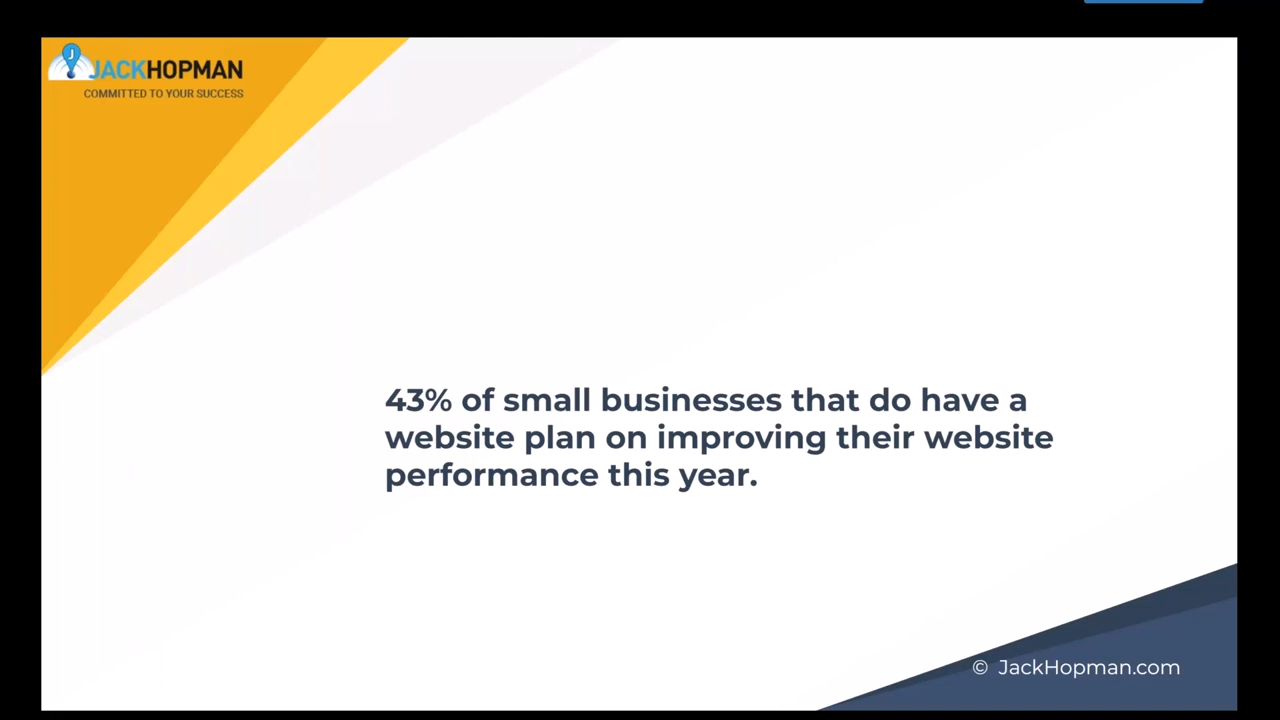 J
JACKHOPMAN
COMMITTED TO YOUR SUCCESS
43% of small businesses that do have a
website plan on improving their website
performance this year.
© JackHopman.com